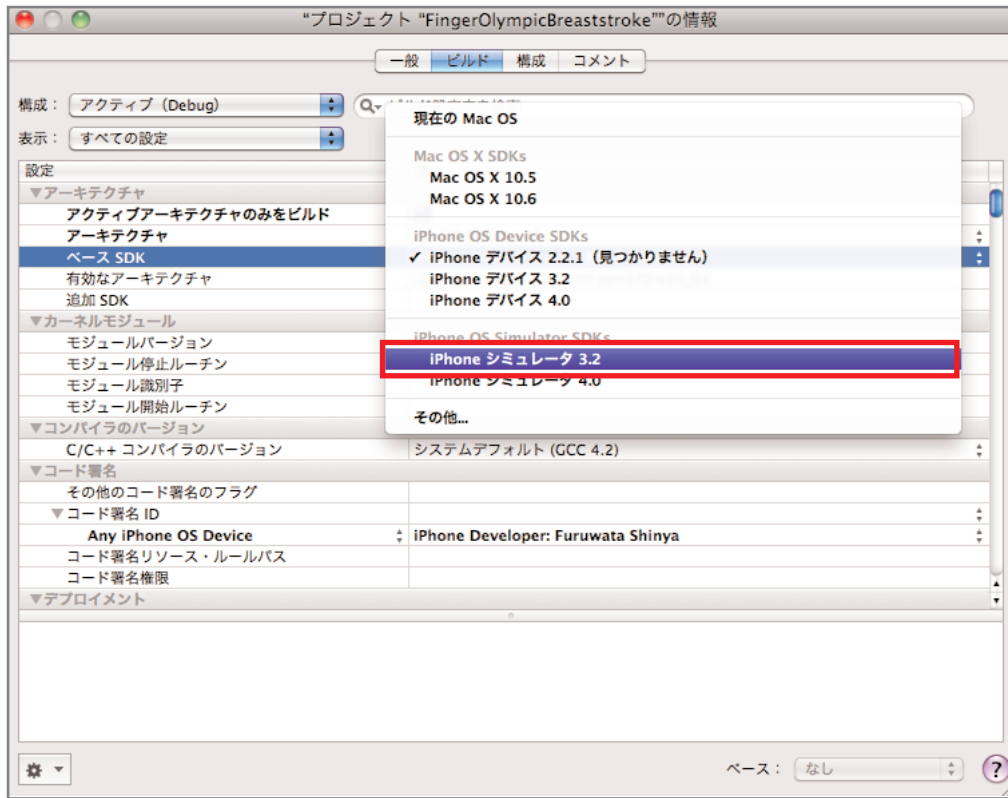 “プロジェクト “FingerOlympicBreaststroke””の情報
一般 ビルド 構成 コメント
構成： アクティブ（Debug）
表示： すべての設定
設定
▼アーキテクチャ
アクティブアーキテクチャのみをビルド
アーキテクチャ
ベース SDK
有効なアーキテクチャ
追加 SDK
▼カーネルモジュール
モジュールバージョン
モジュール停止ルーチン
モジュール識別子
モジュール開始ルーチン
▼コンパイラのバージョン
C/C++ コンパイラのバージョン システムデフォルト (GCC 4.2)
▼コード署名
その他のコード署名のフラグ
▼コード署名 ID
Any iPhone OS Device iPhone Developer: Furuwata Shinya
コード署名リソース・ルールパス
コード署名権限
▼デプロイメント
現在の Mac OS
Mac OS X SDKs
Mac OS X 10.5
Mac OS X 10.6
iPhone OS Device SDKs
✓ iPhone デバイス 2.2.1（見つかりません）
iPhone デバイス 3.2
iPhone デバイス 4.0
iPhone OS Simulator SDKs
iPhone シミュレータ 3.2
iPhone シミュレータ 4.0
その他...
ベース： なし
?